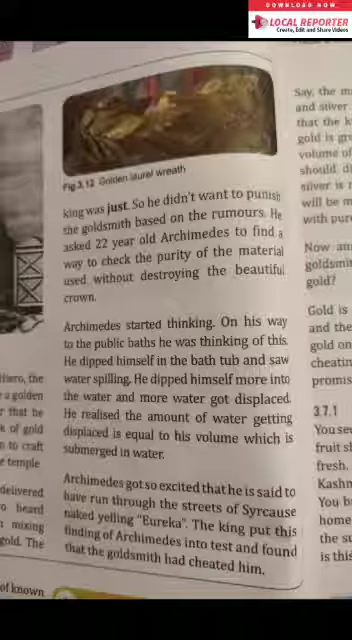 DOWNLOAD NOW
LOCAL REPORTER
Create, Edit and Share Videos
Fig.3.12 Golden laurel wreath
king was just. So he didn't want to punish
the goldsmith based on the rumours. He
asked 22 year old Archimedes to find a
way to check the purity of the material
used without destroying the beautiful
crown.
Archimedes started thinking. On his way
to the public baths he was thinking of this.
He dipped himself in the bath tub and saw
water spilling. He dipped himself more into
the water and more water got displaced.
He realised the amount of water getting
displaced is equal to his volume which is
submerged in water.
Archimedes got so excited that he is said to
have run through the streets of Syrcause
naked yelling "Eureka". The king put this
finding of Archimedes into test and found
that the goldsmith had cheated him.
Hiero, the
a golden
r that he
k of gold
n to craft
e temple
delivered
o heard
n mixing
gold. The
of known
Say, the
and silver
that the
gold is
volume of
should
silver is
will be
with pure
Now
goldsmi
gold?
Gold is
and the
gold on
cheatin
promis
3.7.1
You se
fruit
fresh.
Kashm
You b
home
the su
is this